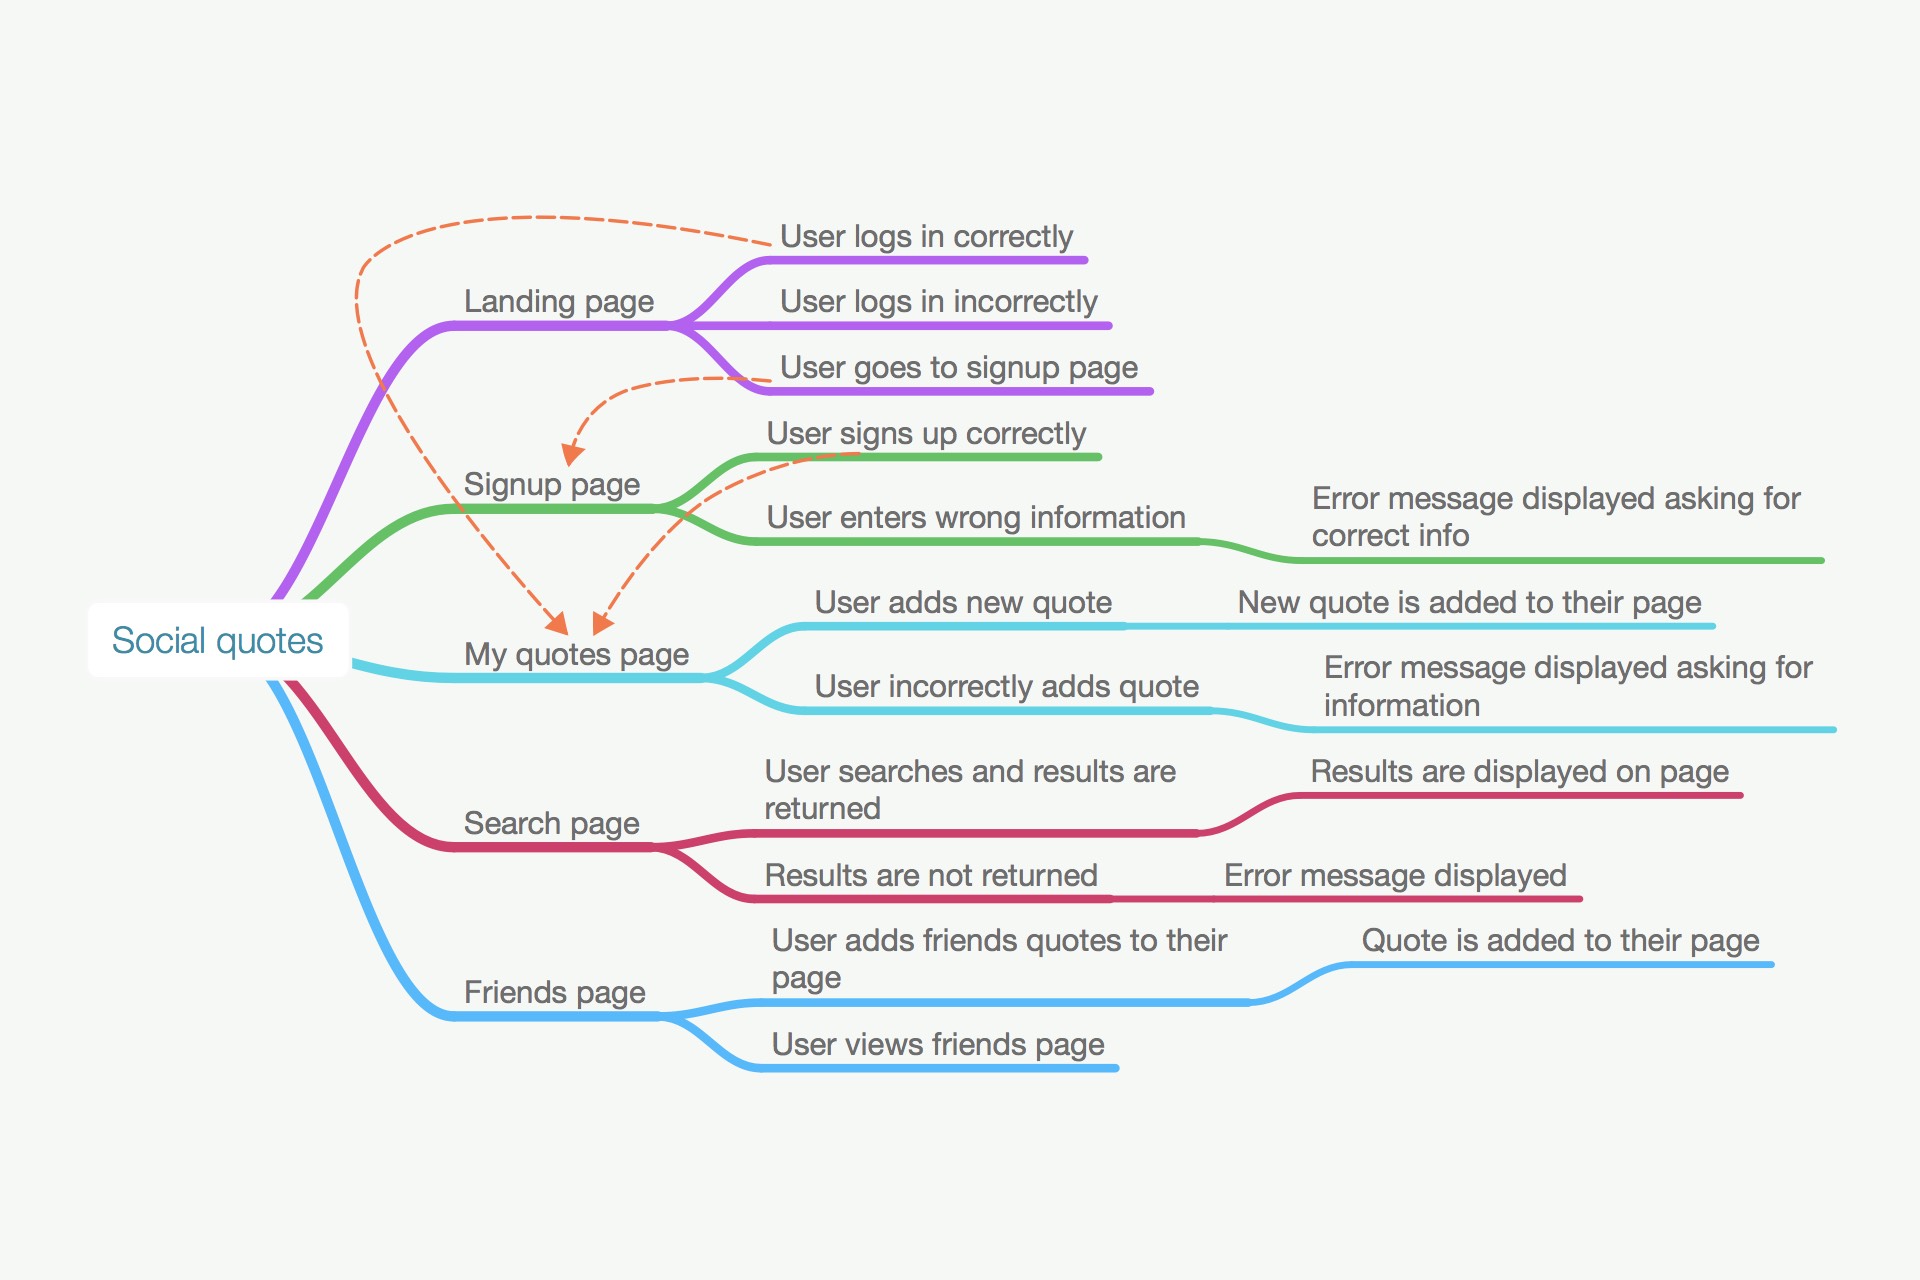 Social quotes
Landing page
User logs in correctly
User logs in incorrectly
User goes to signup page
Signup page
User signs up correctly
User enters wrong information
Error message displayed asking for
correct info
My quotes page
User adds new quote
New quote is added to their page
User incorrectly adds quote
Error message displayed asking for
information
Search page
User searches and results are
returned
Results are displayed on page
Results are not returned
Error message displayed
Friends page
User adds friends quotes to their
page
Quote is added to their page
User views friends page